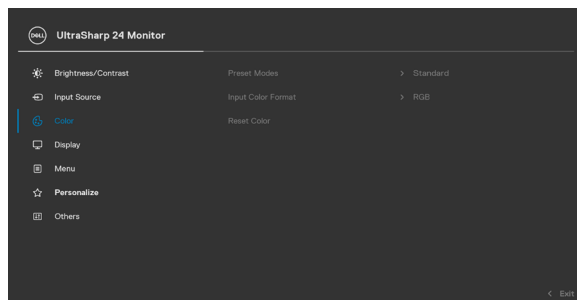 DELL UltraSharp 24 Monitor
Brightness/Contrast Preset Modes > Standard
Input Source Input Color Format > RGB
Color Reset Color
Display
Menu
Personalize
Others
< Exit